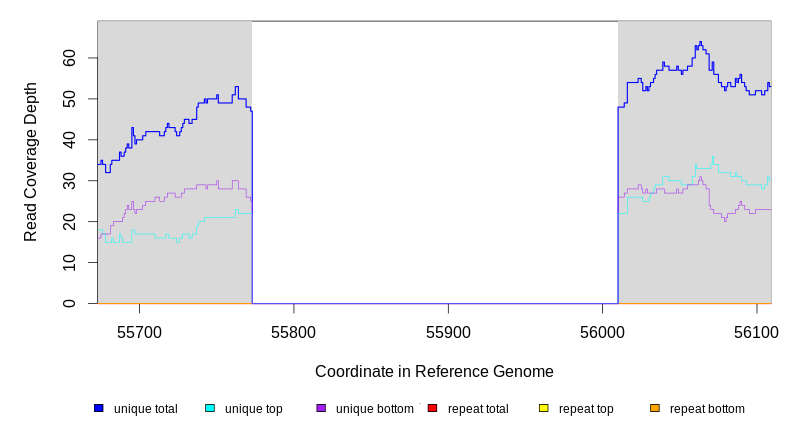 Read Coverage Depth
60
50
40
30
20
10
0
55700 55800 55900 56000 56100
Coordinate in Reference Genome
unique total unique top unique bottom repeat total repeat top repeat bottom